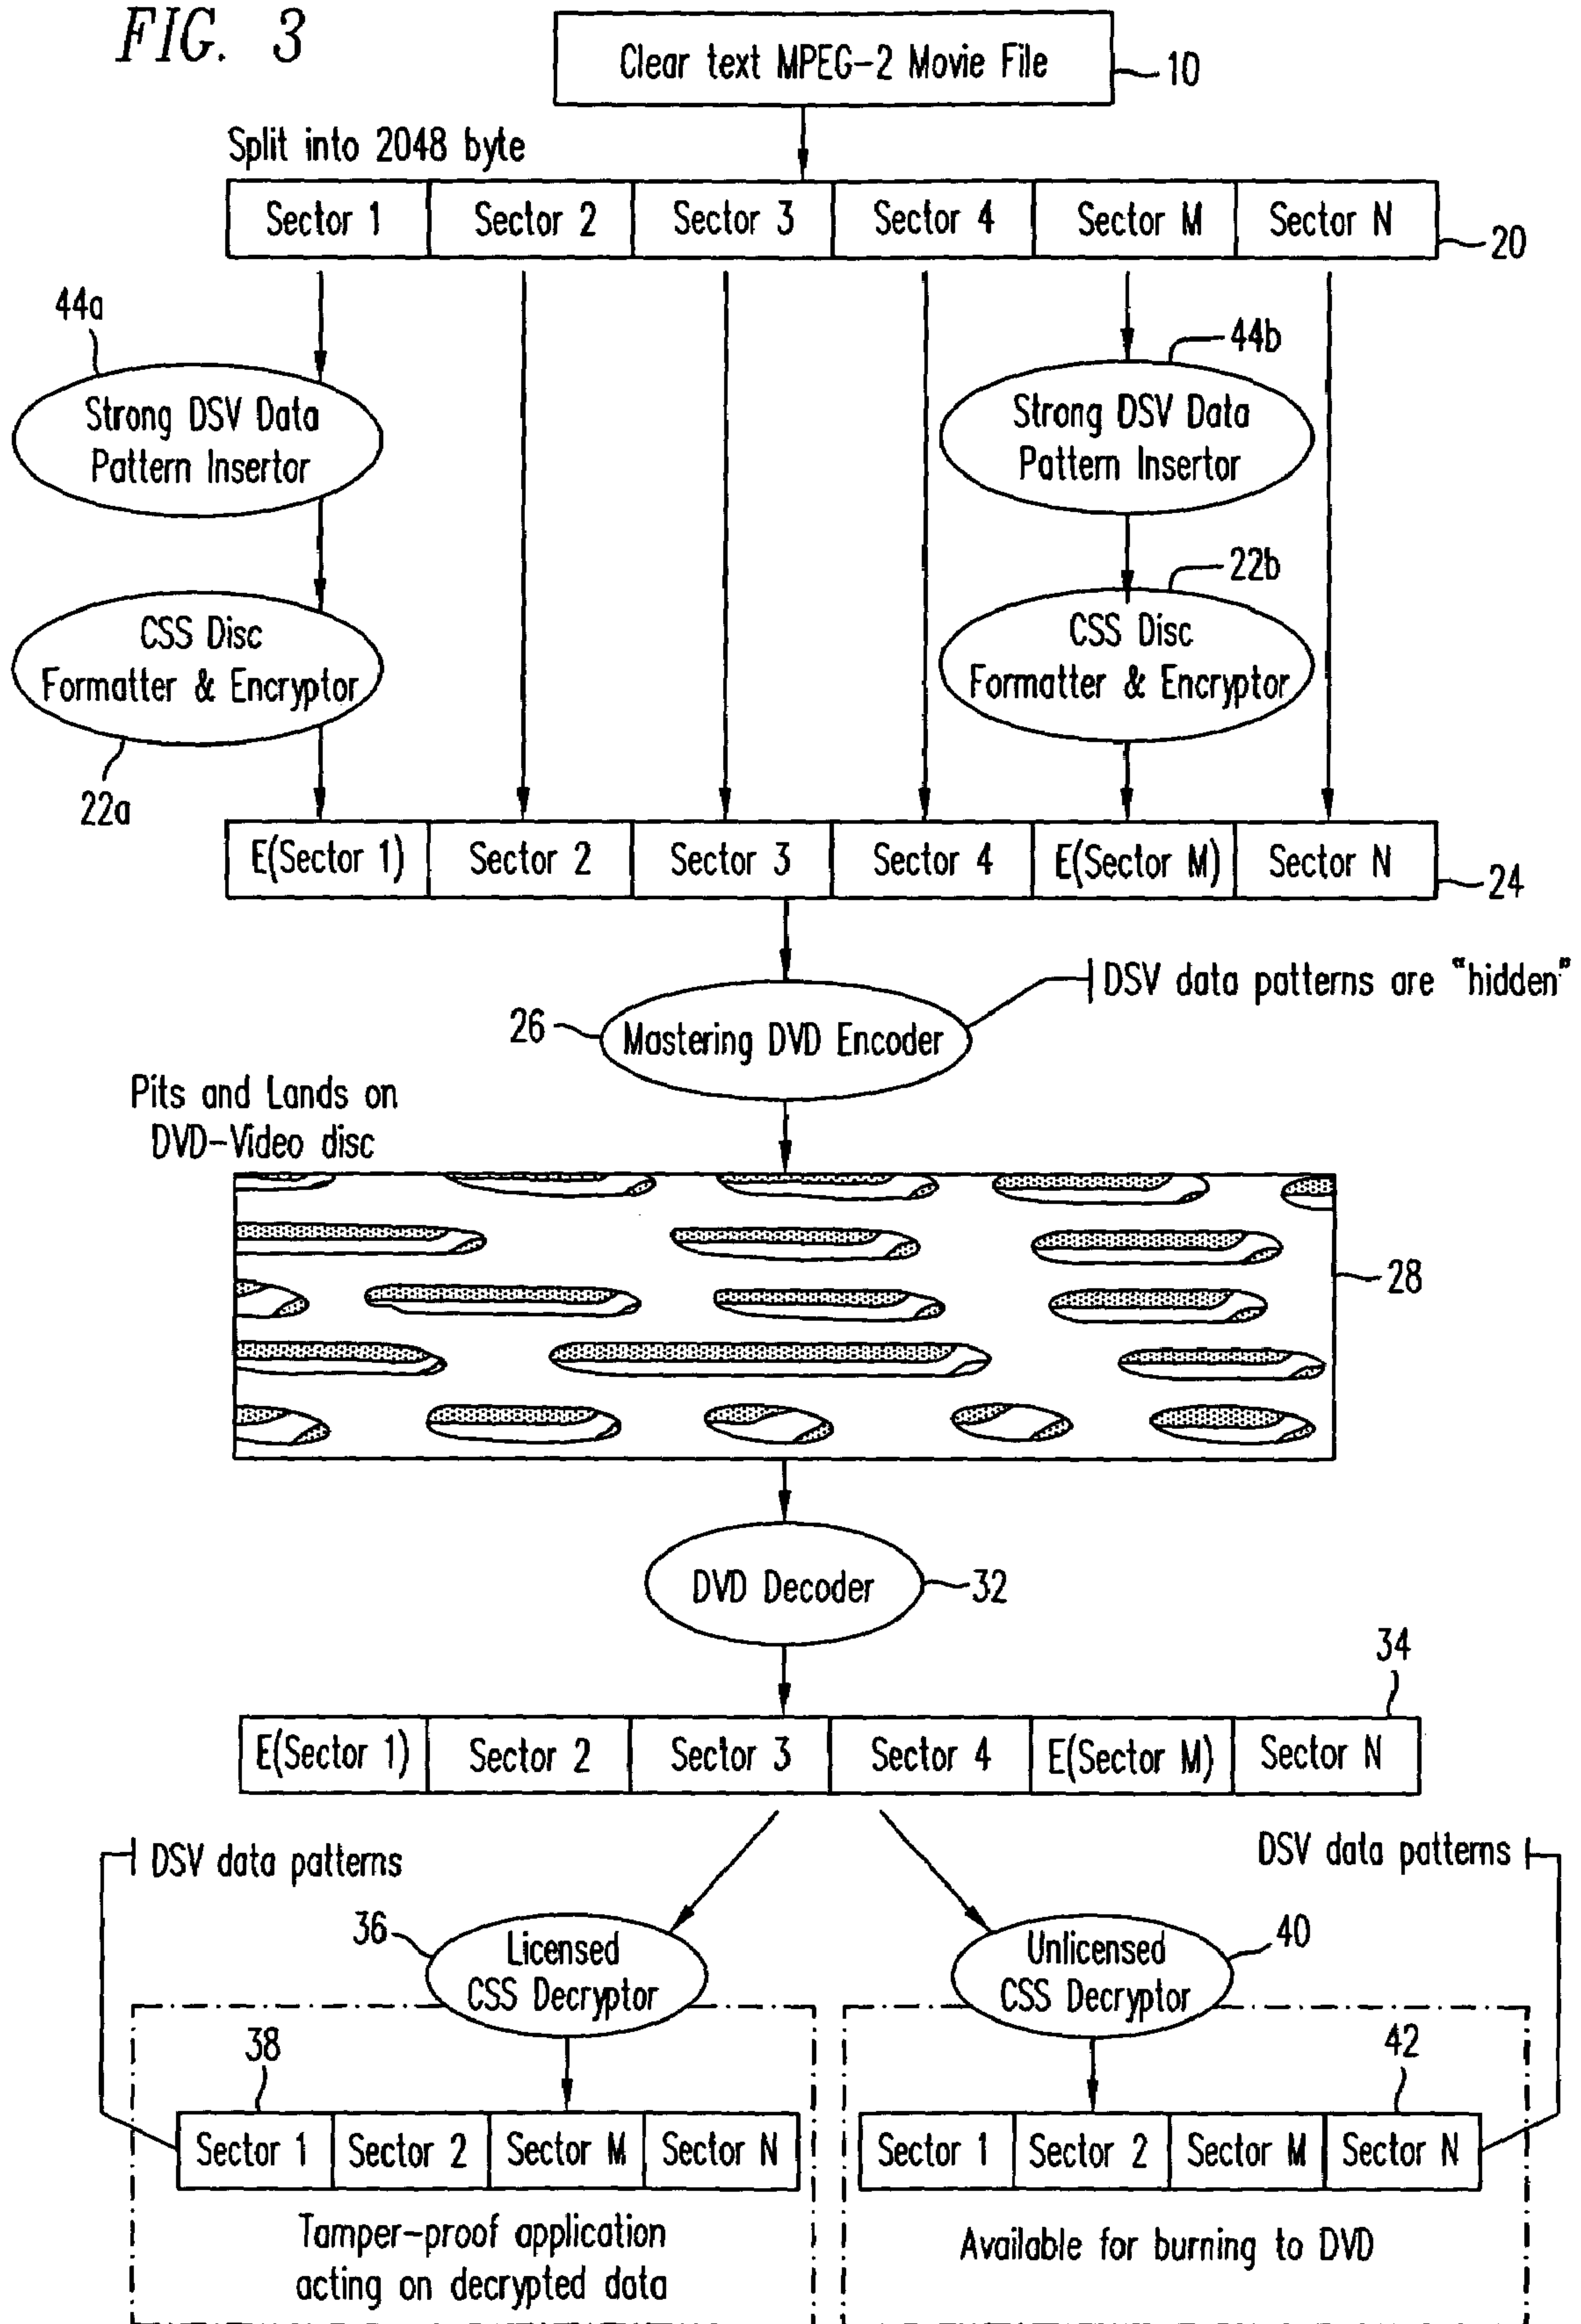 FIG. 3
Clear text MPEG-2 Movie File
10
Split into 2048 byte
Sector 1 Sector 2 Sector 3 Sector 4 Sector M Sector N
20
44a
44b
Strong DSV Data
Pattern Insertor
Strong DSV Data
Pattern Insertor
22b
CSS Disc
Formatter & Encryptor
CSS Disc
Formatter & Encryptor
22a
E(Sector 1) Sector 2 Sector 3 Sector 4 E(Sector M) Sector N
24
DSV data patterns are "hidden"
26
Mastering DVD Encoder
Pits and Lands on
DVD-Video disc
28
DVD Decoder
32
34
E(Sector 1) Sector 2 Sector 3 Sector 4 E(Sector M) Sector N
DSV data patterns
DSV data patterns
36
Licensed
CSS Decryptor
Unlicensed
CSS Decryptor
40
38
42
Sector 1 Sector 2 Sector M Sector N
Sector 1 Sector 2 Sector M Sector N
Tamper-proof application
acting on decrypted data
Available for burning to DVD